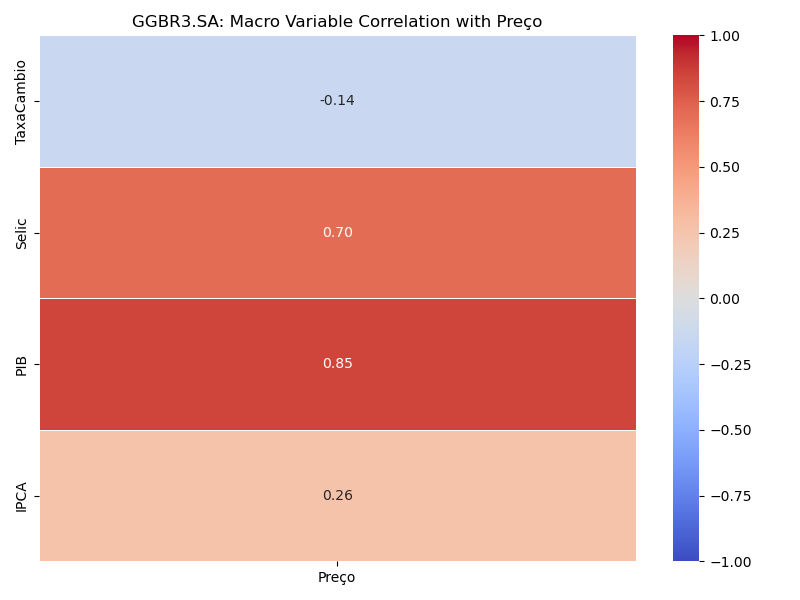 GGBR3.SA: Macro Variable Correlation with Preço
TaxaCambio
-0.14
Selic
0.70
PIB
0.85
IPCA
0.26
Preço
1.00
0.75
0.50
0.25
0.00
−0.25
−0.50
−0.75
−1.00